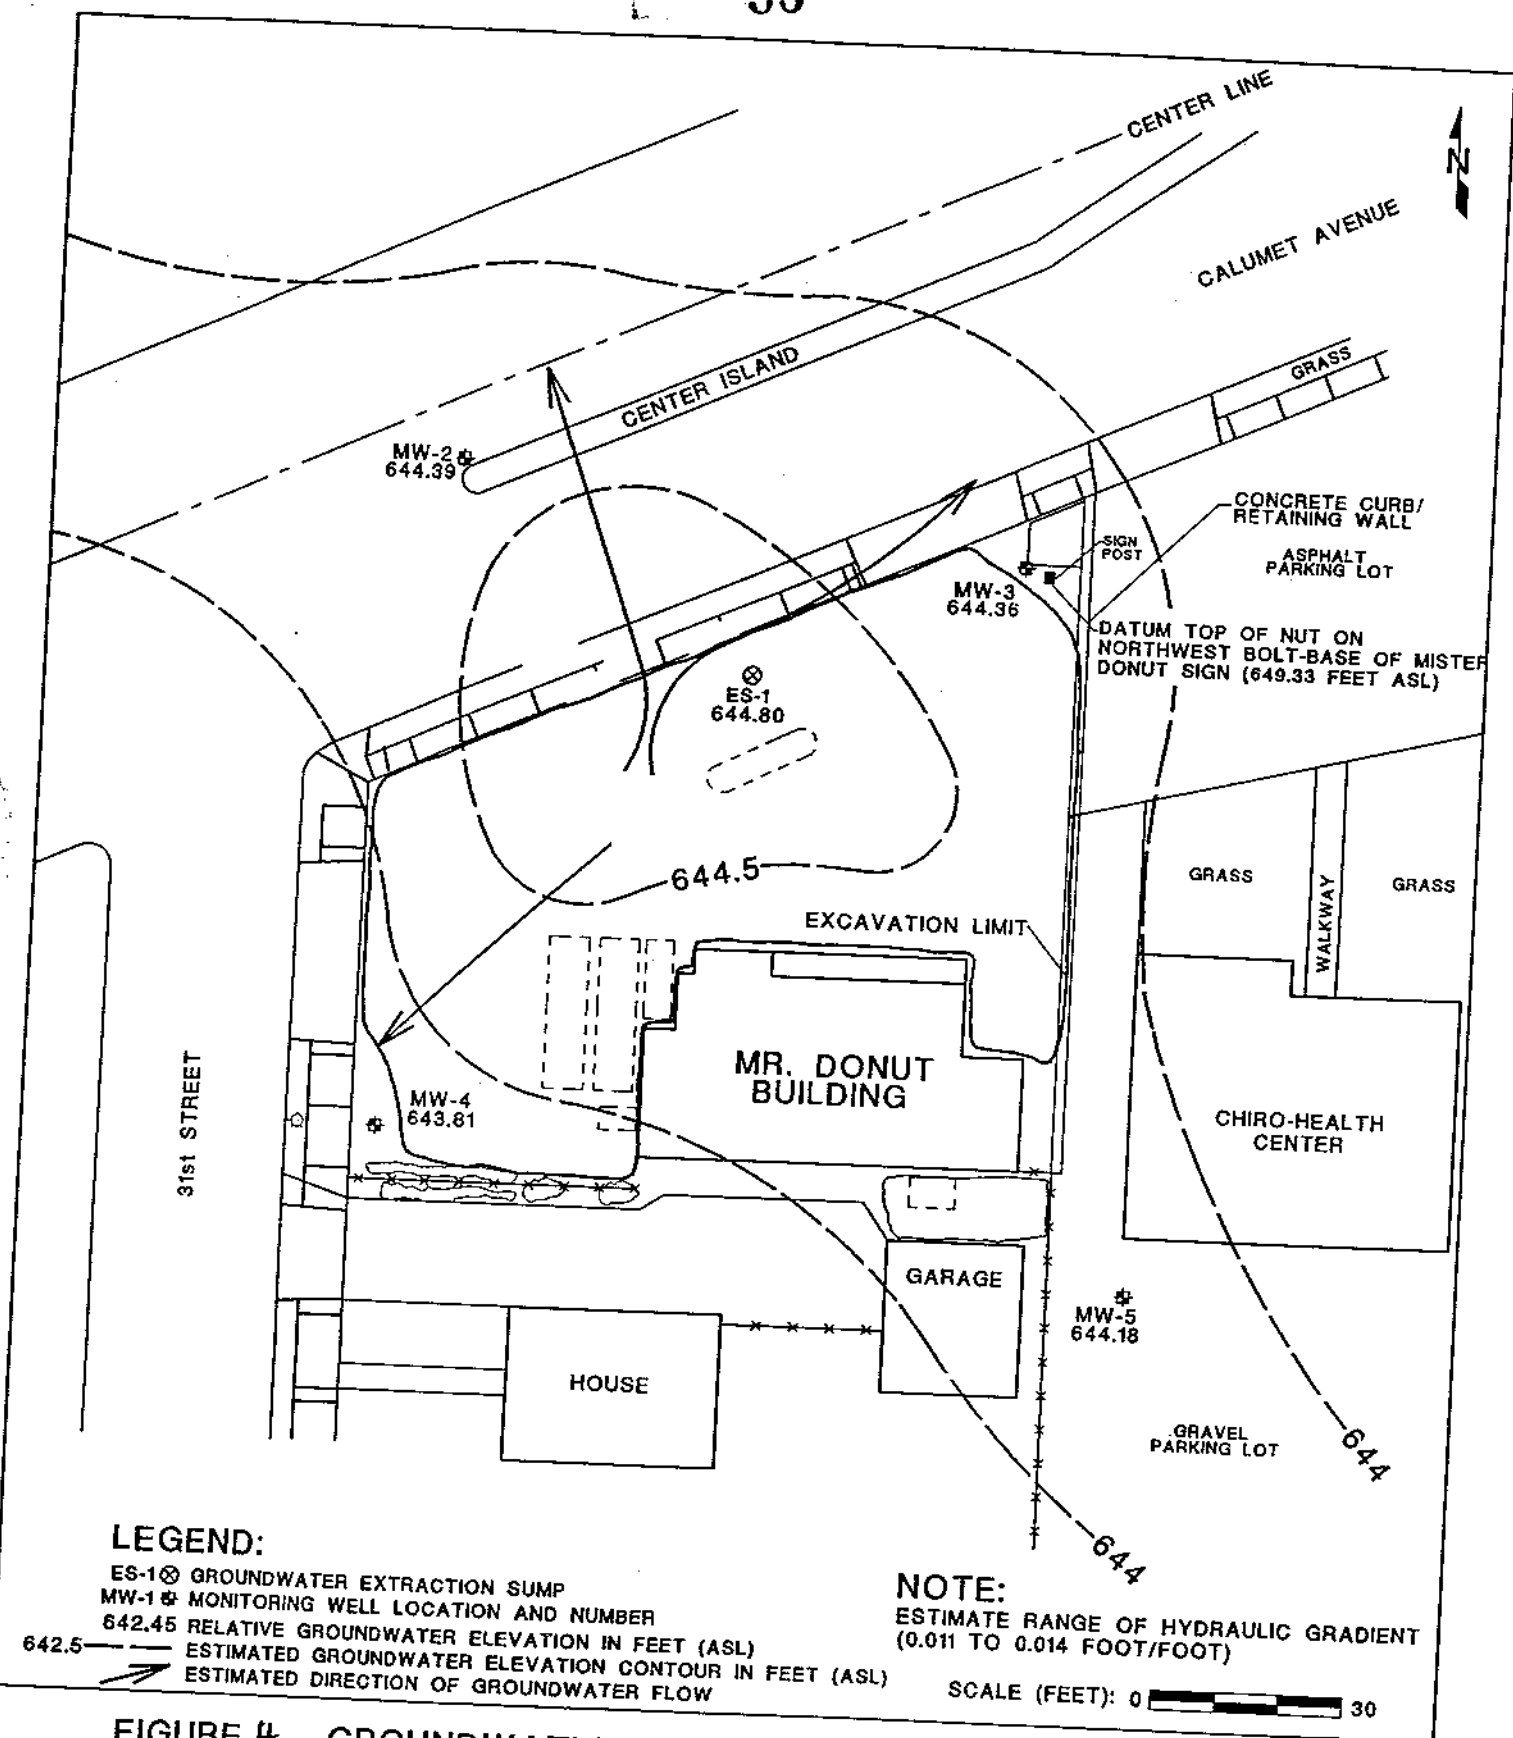 CENTER LINE
N
CALUMET AVENUE
GRASS
CENTER ISLAND
MW-2
644.39
CONCRETE CURB/
RETAINING WALL
SIGN
POST
ASPHALT
PARKING LOT
MW-3
644.36
DATUM TOP OF NUT ON
NORTHWEST BOLT-BASE OF MISTER
DONUT SIGN (649.33 FEET ASL)
ES-1
644.80
644.5
GRASS
WALKWAY
GRASS
EXCAVATION LIMIT
MR. DONUT
BUILDING
31st STREET
MW-4
643.81
CHIRO-HEALTH
CENTER
GARAGE
MW-5
644.18
HOUSE
GRAVEL
PARKING LOT
644
644
LEGEND:
ES-1 GROUNDWATER EXTRACTION SUMP
MW-1 MONITORING WELL LOCATION AND NUMBER
642.45 RELATIVE GROUNDWATER ELEVATION IN FEET (ASL)
642.5 ESTIMATED GROUNDWATER ELEVATION CONTOUR IN FEET (ASL)
ESTIMATED DIRECTION OF GROUNDWATER FLOW
NOTE:
ESTIMATE RANGE OF HYDRAULIC GRADIENT
(0.011 TO 0.014 FOOT/FOOT)
SCALE (FEET): 0 30
FIGURE 4